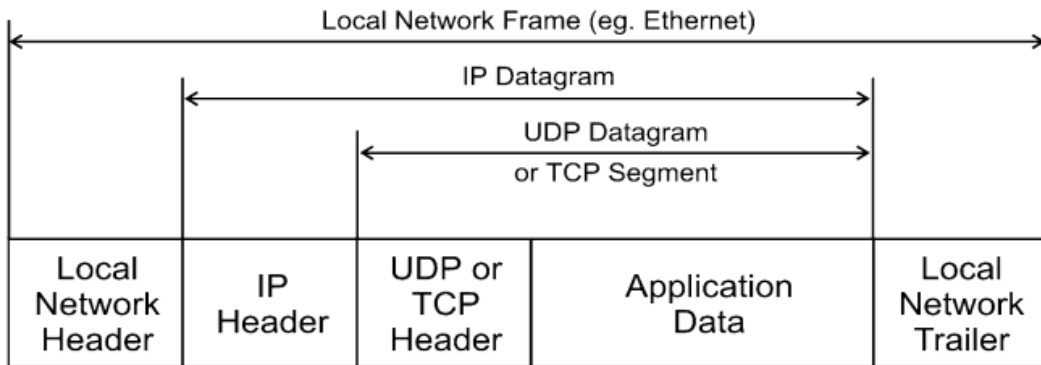 Local Network Frame (eg. Ethernet)
IP Datagram
UDP Datagram
or TCP Segment
Local
Network
Header
IP
Header
UDP or
TCP
Header
Application
Data
Local
Network
Trailer